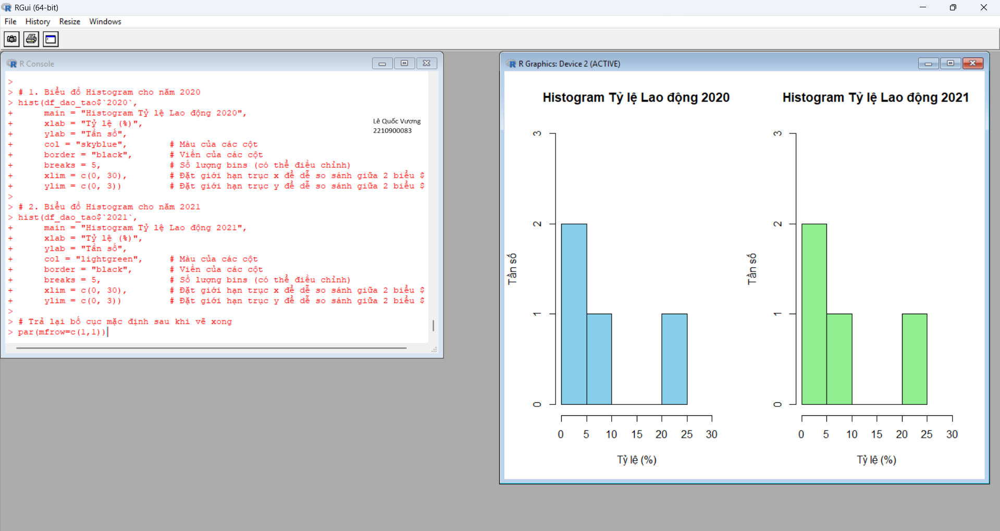 RGui (64-bit)
File History Resize Windows
R Console
>
> # 1. Biểu đồ Histogram cho năm 2020
> hist(df_dao_tao$`2020`,
+ main = "Histogram Tỷ lệ Lao động 2020",
+ xlab = "Tỷ lệ (%)",
+ ylab = "Tần số",
+ col = "skyblue", # Màu của các cột
+ border = "black", # Viền của các cột
+ breaks = 5, # Số lượng bins (có thể điều chỉnh)
+ xlim = c(0, 30), # Đặt giới hạn trục x để dễ so sánh giữa 2 biểu $
+ ylim = c(0, 3)) # Đặt giới hạn trục y để dễ so sánh giữa 2 biểu $
>
> # 2. Biểu đồ Histogram cho năm 2021
> hist(df_dao_tao$`2021`,
+ main = "Histogram Tỷ lệ Lao động 2021",
+ xlab = "Tỷ lệ (%)",
+ ylab = "Tần số",
+ col = "lightgreen", # Màu của các cột
+ border = "black", # Viền của các cột
+ breaks = 5, # Số lượng bins (có thể điều chỉnh)
+ xlim = c(0, 30), # Đặt giới hạn trục x để dễ so sánh giữa 2 biểu $
+ ylim = c(0, 3)) # Đặt giới hạn trục y để dễ so sánh giữa 2 biểu $
>
> # Trả lại bố cục mặc định sau khi vẽ xong
> par(mfrow=c(1,1))
Lê Quốc Vương
2210900083
R Graphics: Device 2 (ACTIVE)
Histogram Tỷ lệ Lao động 2020
3
2
1
0
Tần số
0 5 10 15 20 25 30
Tỷ lệ (%)
Histogram Tỷ lệ Lao động 2021
3
2
1
0
Tần số
0 5 10 15 20 25 30
Tỷ lệ (%)